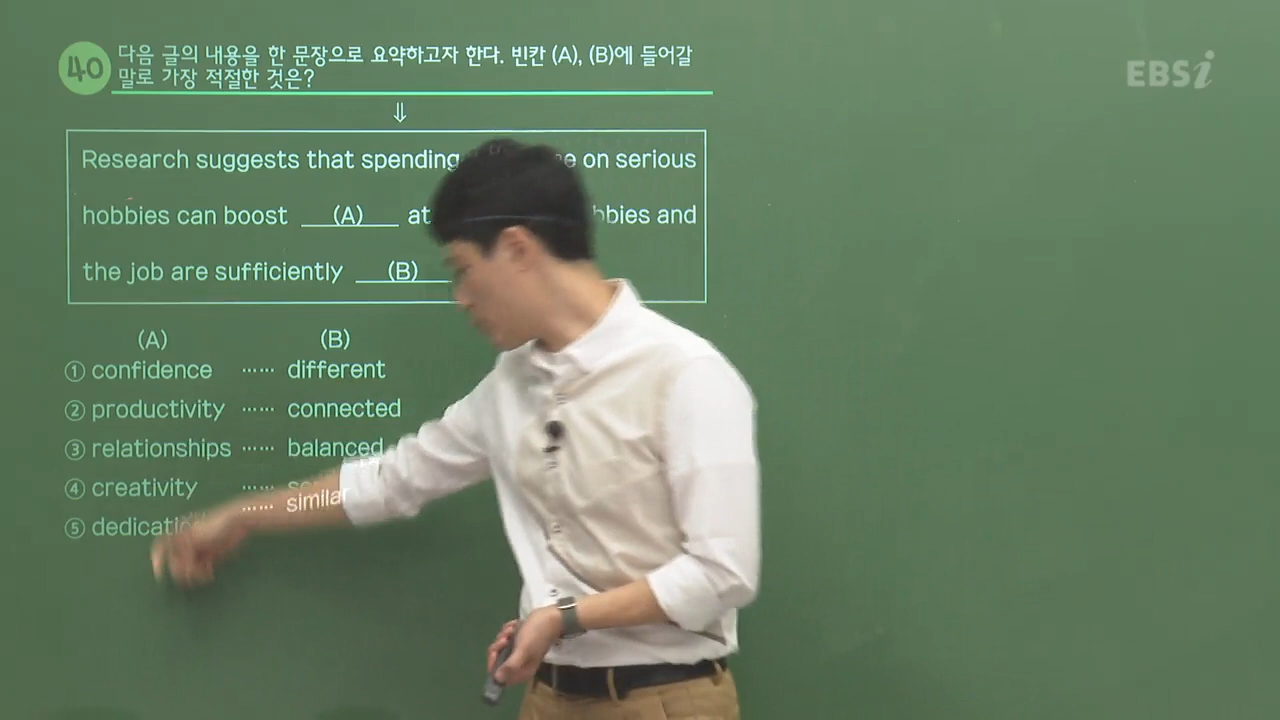 40 다음 글의 내용을 한 문장으로 요약하고자 한다. 빈칸 (A), (B)에 들어갈
말로 가장 적절한 것은?
EBSi
⇓
Research suggests that spending on serious
hobbies can boost (A) at and
the job are sufficiently (B)
(A) (B)
① confidence ⋯⋯ different
② productivity ⋯⋯ connected
③ relationships ⋯⋯ balanced
④ creativity ⋯⋯
⑤ ⋯⋯ similar